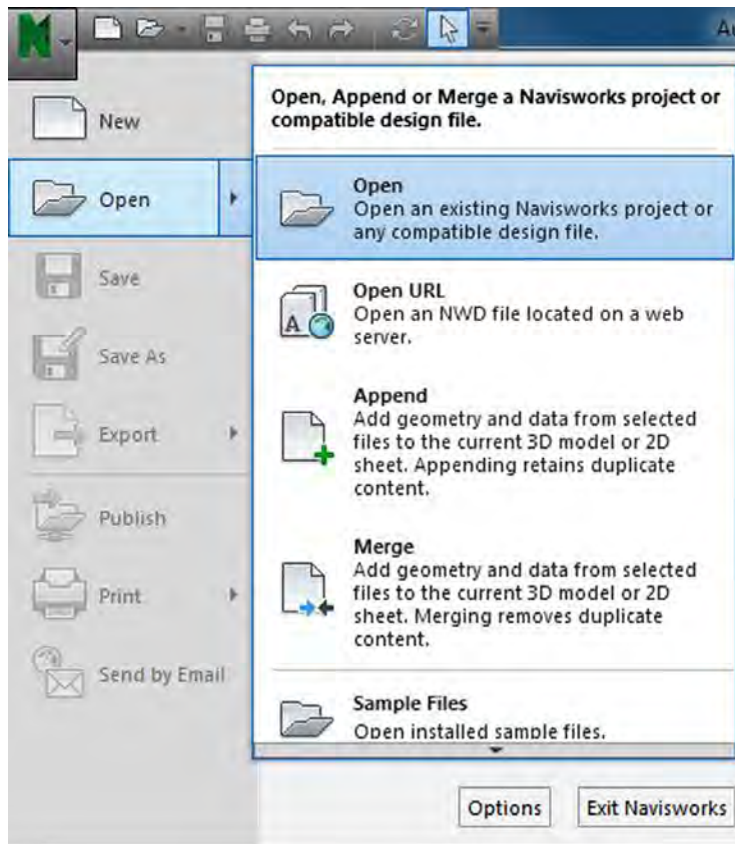 New
Open
Save
Save As
Export
Publish
Print
Send by Email
Open, Append or Merge a Navisworks project or
compatible design file.
Open
Open an existing Navisworks project or
any compatible design file.
Open URL
Open an NWD file located on a web
server.
Append
Add geometry and data from selected
files to the current 3D model or 2D
sheet. Appending retains duplicate
content.
Merge
Add geometry and data from selected
files to the current 3D model or 2D
sheet. Merging removes duplicate
content.
Sample Files
Open installed sample files.
Options
Exit Navisworks